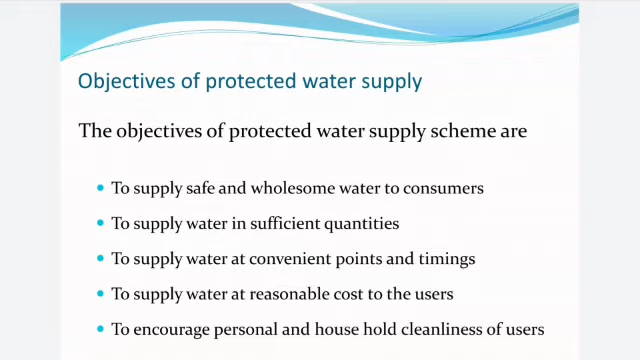 Objectives of protected water supply
The objectives of protected water supply scheme are
• To supply safe and wholesome water to consumers
• To supply water in sufficient quantities
• To supply water at convenient points and timings
• To supply water at reasonable cost to the users
• To encourage personal and house hold cleanliness of users